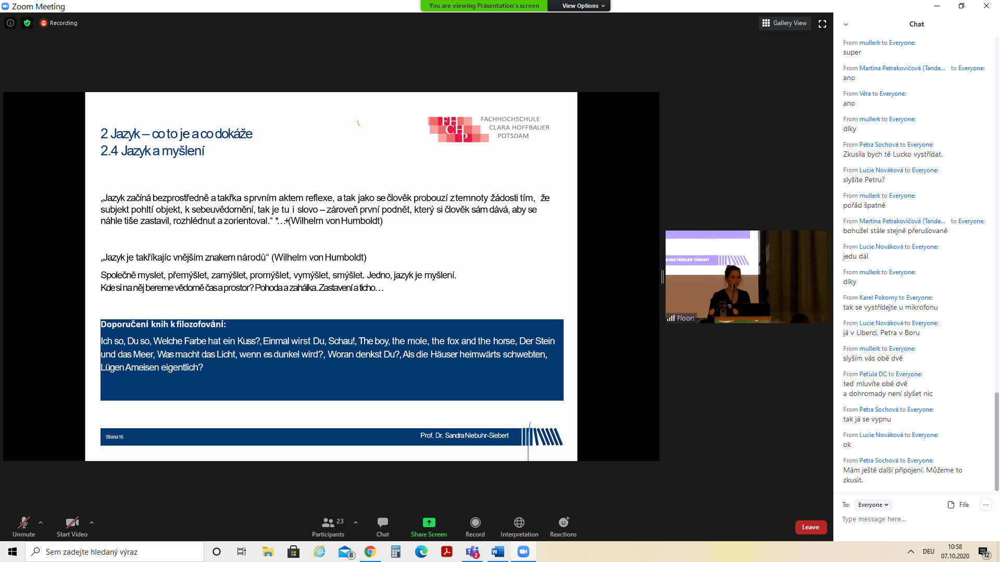 Zoom Meeting
You are viewing Präsentation's screen
View Options
Recording
Gallery View
2 Jazyk – co to je a co dokáže
2.4 Jazyk a myšlení
FH
CH
P
FACHHOCHSCHULE
CLARA HOFFBAUER
POTSDAM
„Jazyk začíná bezprostředně a takřka s prvním aktem reflexe, a tak jako se člověk probouzí z temnoty žádosti tím, že
subjekt pohltí objekt, k sebeuvědomění, tak je tu i slovo – zároveň první podnět, který si člověk sám dává, aby se
náhle tiše zastavil, rozhlédnut a zorientoval.“ *…+(Wilhelm von Humboldt)
„Jazyk je takříkajíc vnějším znakem národů“ (Wilhelm von Humboldt)
Společně myslet, přemýšlet, zamýšlet, promýšlet, vymýšlet, smýšlet. Jedno, jazyk je myšlení.
Kde si na něj bereme vědomě čas a prostor? Pohoda a zahálka. Zastavení a ticho…
Doporučení knih k filozofování:
Ich so, Du so, Welche Farbe hat ein Kuss?, Einmal wirst Du, Schau!, The boy, the mole, the fox and the horse, Der Stein
und das Meer, Was macht das Licht, wenn es dunkel wird?, Woran denkst Du?, Als die Häuser heimwärts schwebten,
Lügen Ameisen eigentlich?
Strana 16
Prof. Dr. Sandra Niebuhr-Siebert
andra Niebuhr-Siebert
Floor!
Chat
From mullerk to Everyone:
super
From Martina Petrakovičová (Tande... to Everyone:
ano
From Věra to Everyone:
ano
From mullerk to Everyone:
díky
From Petra Sochová to Everyone:
Zkusila bych tě Lucko vystřídat.
From Lucie Nováková to Everyone:
slyšíte Petru?
From mullerk to Everyone:
pořád špatně
From Martina Petrakovičová (Tande... to Everyone:
bohužel stále stejně přerušovaně
From Lucie Nováková to Everyone:
jedu dál
From mullerk to Everyone:
díky
From Karel Pokorny to Everyone:
tak se vystřídejte u mikrofonu
From Lucie Nováková to Everyone:
já v Liberci, Petra v Boru
From mullerk to Everyone:
slyším vás obě dvě
From Peťula DC to Everyone:
teď mluvíte obě dvě
a dohromady není slyšet nic
From Petra Sochová to Everyone:
tak já se vypnu
From Lucie Nováková to Everyone:
ok
From Petra Sochová to Everyone:
Mám ještě další připojení. Můžeme to
zkusit.
To: Everyone File
Type message here...
Unmute
Start Video
23
Participants
Chat
Share Screen
Record
Interpretation
Reactions
Leave
Sem zadejte hledaný výraz
8
2
DEU
10:58
07.10.2020
12